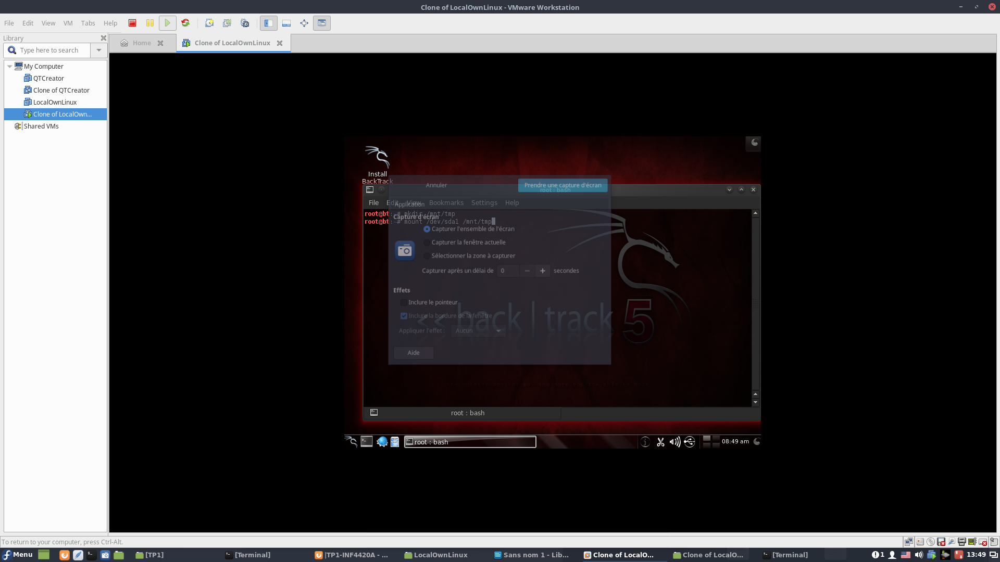 Clone of LocalOwnLinux - VMware Workstation
File Edit View VM Tabs Help
Library
Type here to search
My Computer
QTCreator
Clone of QTCreator
LocalOwnLinux
Clone of LocalOwn...
Shared VMs
Home
Clone of LocalOwnLinux
Install
BackTrack
Annuler
Prendre une capture d'écran
root : bash
File Edit View Bookmarks Settings Help
Application
root@bt:~# mkdir /mnt/tmp
Capture d'écran
root@bt:~# mount /dev/sda1 /mnt/tmp
Capturer l'ensemble de l'écran
Capturer la fenêtre actuelle
Sélectionner la zone à capturer
Capturer après un délai de 0 − + secondes
Effets
Inclure le pointeur
Inclure la bordure de la fenêtre
<< back | track 5
Appliquer l'effet : Aucun
Aide
root : bash
root : bash
08:49 am
To return to your computer, press Ctrl-Alt.
Menu
[TP1]
[Terminal]
|TP1-INF4420A - ...
LocalOwnLinux
Sans nom 1 - Lib...
Clone of LocalO...
Clone of LocalO...
[Terminal]
1
13:49